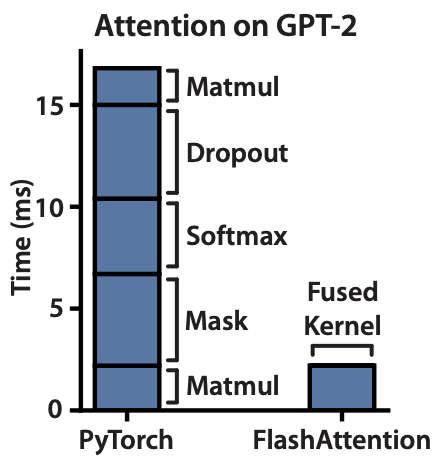 Attention on GPT-2
Time (ms)
15
10
5
0
Matmul
Dropout
Softmax
Mask
Matmul
Fused
Kernel
PyTorch
FlashAttention